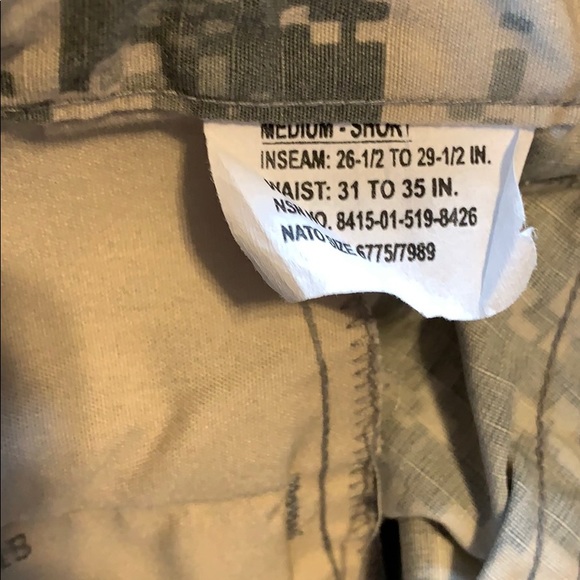 MEDIUM - SHORT
INSEAM: 26-1/2 TO 29-1/2 IN.
WAIST: 31 TO 35 IN.
NSN NO. 8415-01-519-8426
NATO SIZE 6775/7989